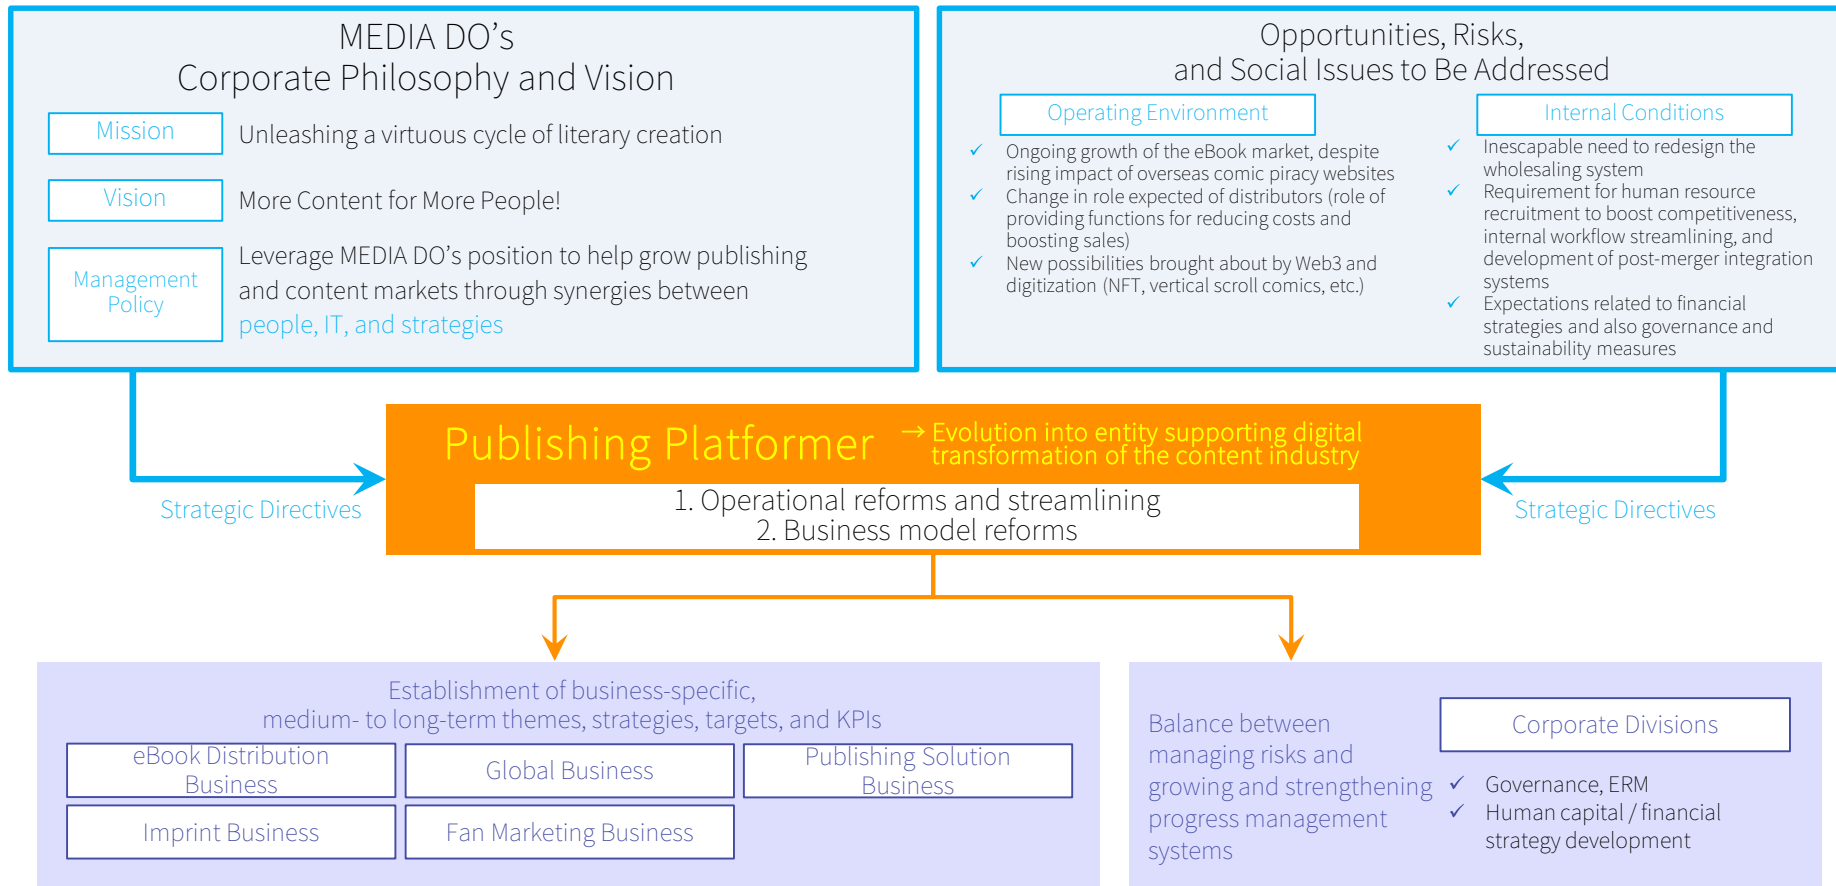 MEDIA DO’s
Corporate Philosophy and Vision
Mission
Unleashing a virtuous cycle of literary creation
Vision
More Content for More People!
Management
Policy
Leverage MEDIA DO’s position to help grow publishing
and content markets through synergies between
people, IT, and strategies
Opportunities, Risks,
and Social Issues to Be Addressed
Operating Environment
✓ Ongoing growth of the eBook market, despite
rising impact of overseas comic piracy websites
✓ Change in role expected of distributors (role of
providing functions for reducing costs and
boosting sales)
✓ New possibilities brought about by Web3 and
digitization (NFT, vertical scroll comics, etc.)
Internal Conditions
✓ Inescapable need to redesign the
wholesaling system
✓ Requirement for human resource
recruitment to boost competitiveness,
internal workflow streamlining, and
development of post-merger integration
systems
✓ Expectations related to financial
strategies and also governance and
sustainability measures
Strategic Directives
Publishing Platformer
→ Evolution into entity supporting digital
transformation of the content industry
1. Operational reforms and streamlining
2. Business model reforms
Strategic Directives
Establishment of business-specific,
medium- to long-term themes, strategies, targets, and KPIs
eBook Distribution
Business
Global Business
Publishing Solution
Business
Imprint Business
Fan Marketing Business
Balance between
managing risks and
growing and strengthening
progress management
systems
Corporate Divisions
✓ Governance, ERM
✓ Human capital / financial
strategy development